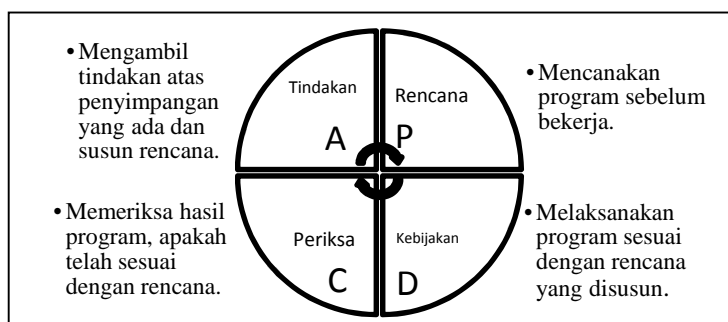 • Mengambil
tindakan atas
penyimpangan
yang ada dan
susun rencana.
Tindakan
A
Rencana
P
• Mencanakan
program sebelum
bekerja.
• Memeriksa hasil
program, apakah
telah sesuai
dengan rencana.
Periksa
C
Kebijakan
D
• Melaksanakan
program sesuai
dengan rencana
yang disusun.